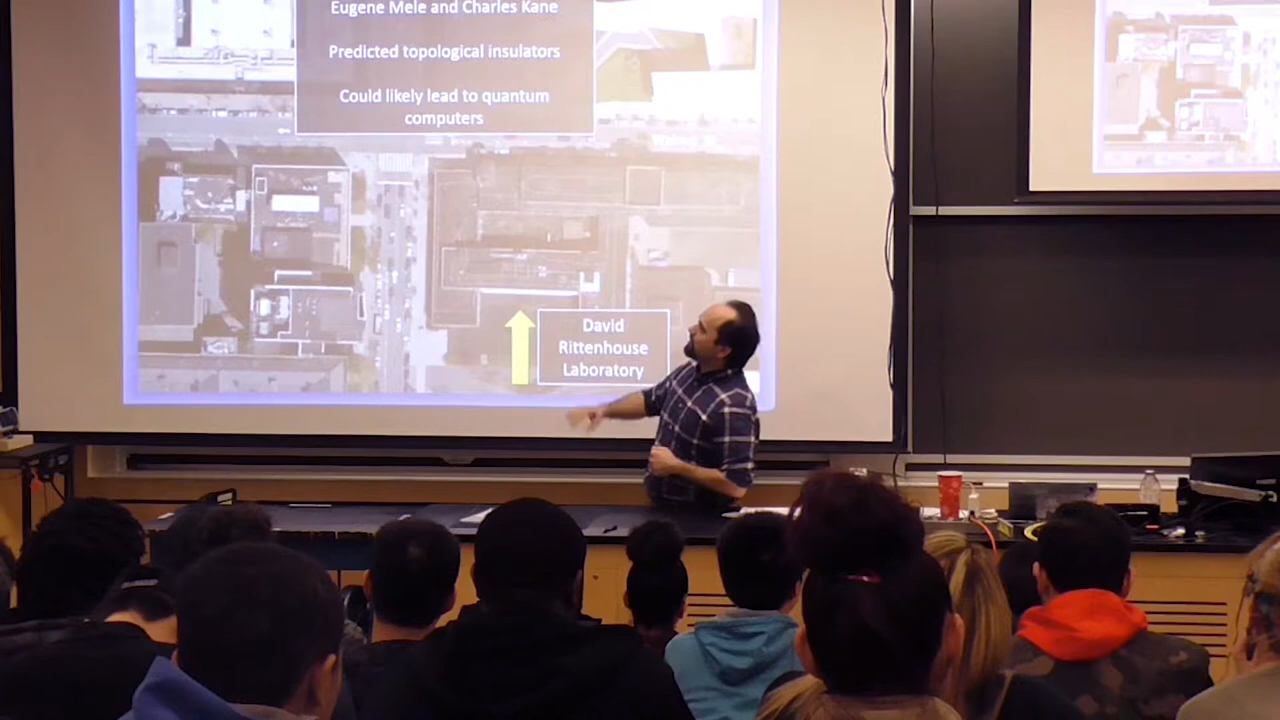 Eugene Mele and Charles Kane
Predicted topological insulators
Could likely lead to quantum
computers
David
Rittenhouse
Laboratory